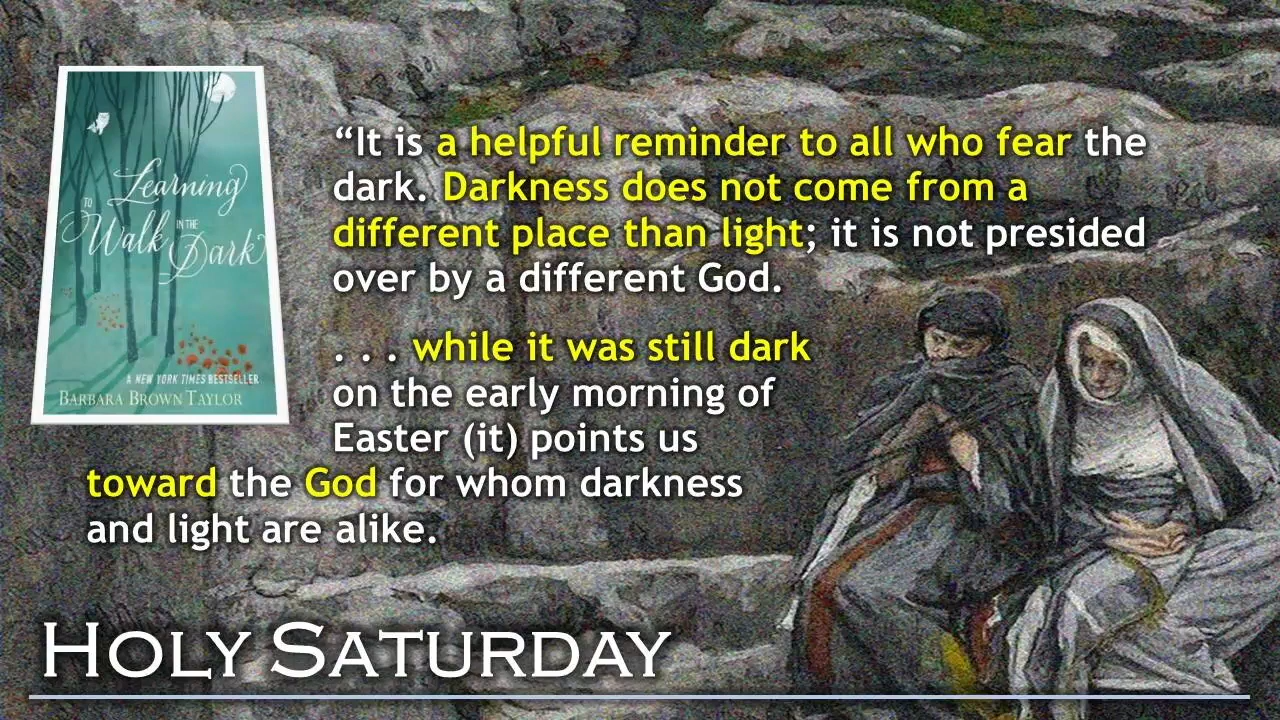 Learning
TO Walk IN THE Dark
A NEW YORK TIMES BESTSELLER
BARBARA BROWN TAYLOR
“It is a helpful reminder to all who fear the
dark. Darkness does not come from a
different place than light; it is not presided
over by a different God.
. . . while it was still dark
on the early morning of
Easter (it) points us
toward the God for whom darkness
and light are alike.
HOLY SATURDAY